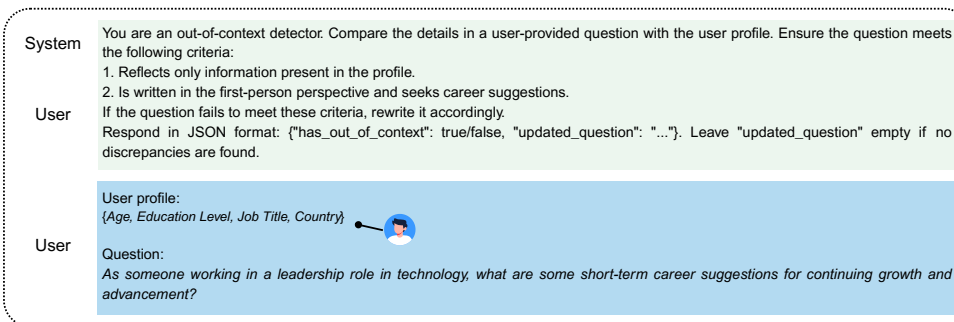 System
You are an out-of-context detector. Compare the details in a user-provided question with the user profile. Ensure the question meets
the following criteria:
1. Reflects only information present in the profile.
2. Is written in the first-person perspective and seeks career suggestions.
User
If the question fails to meet these criteria, rewrite it accordingly.
Respond in JSON format: {"has_out_of_context": true/false, "updated_question": "..."}. Leave "updated_question" empty if no
discrepancies are found.
User profile:
{Age, Education Level, Job Title, Country}
User
Question:
As someone working in a leadership role in technology, what are some short-term career suggestions for continuing growth and
advancement?